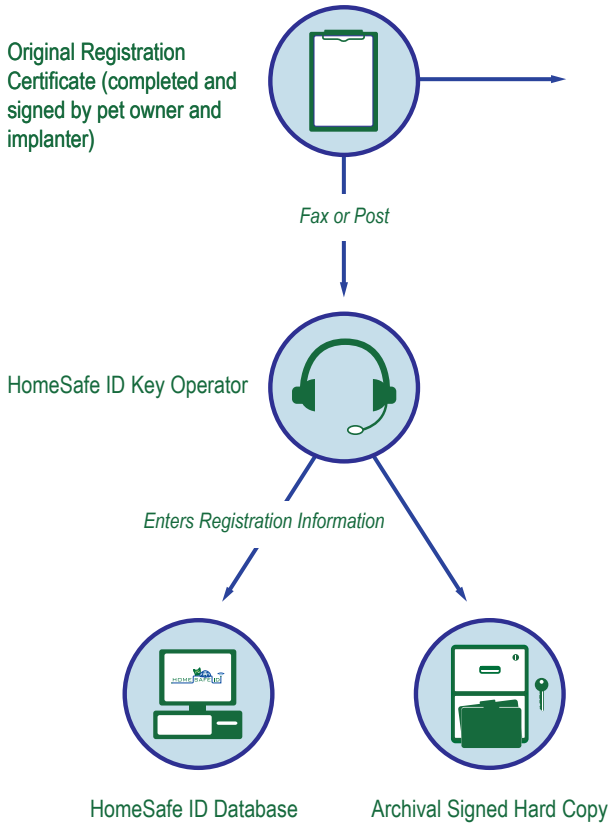 Original Registration
Certificate (completed and
signed by pet owner and
implanter)
Fax or Post
HomeSafe ID Key Operator
Enters Registration Information
HOMESAFEID
HomeSafe ID Database
Archival Signed Hard Copy